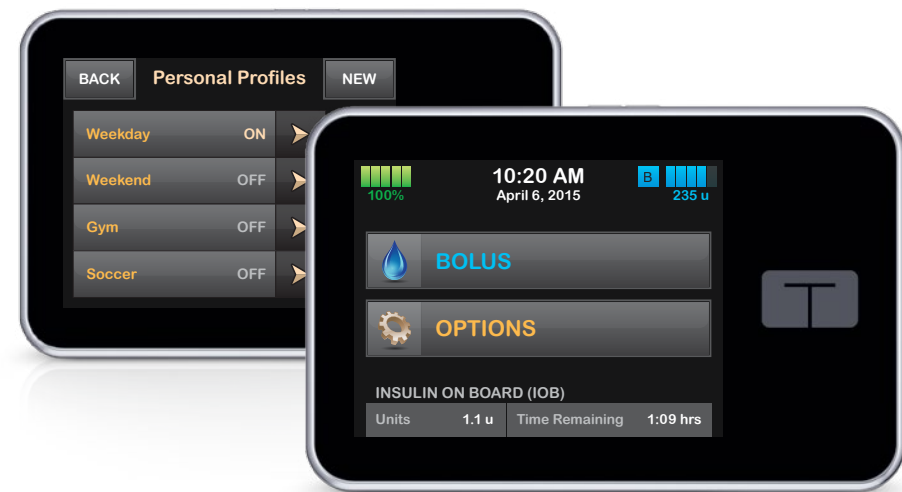 BACK Personal Profiles NEW
Weekday ON
Weekend OFF
Gym OFF
Soccer OFF
100% 10:20 AM B 235 u
April 6, 2015
BOLUS
OPTIONS
INSULIN ON BOARD (IOB)
Units 1.1 u Time Remaining 1:09 hrs
T